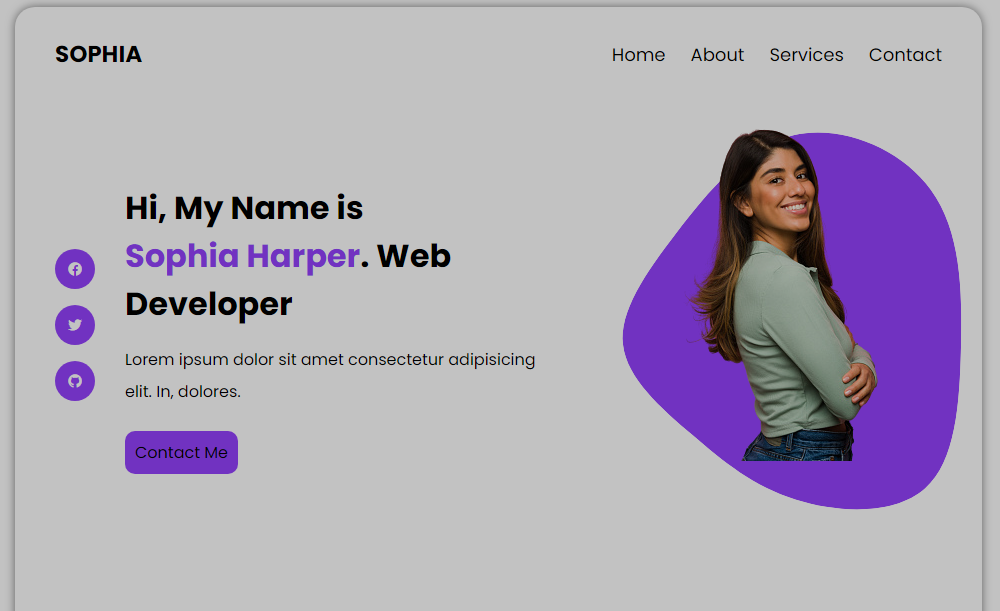 SOPHIA
Home About Services Contact
Hi, My Name is
Sophia Harper. Web
Developer
Lorem ipsum dolor sit amet consectetur adipisicing
elit. In, dolores.
Contact Me